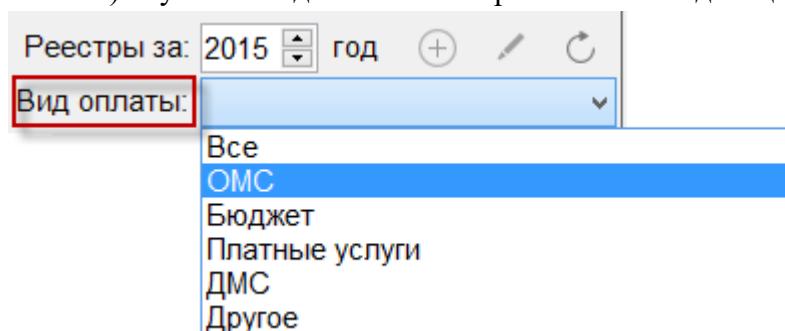 Реестры за: 2015 год
Вид оплаты:
Все
ОМС
Бюджет
Платные услуги
ДМС
Другое